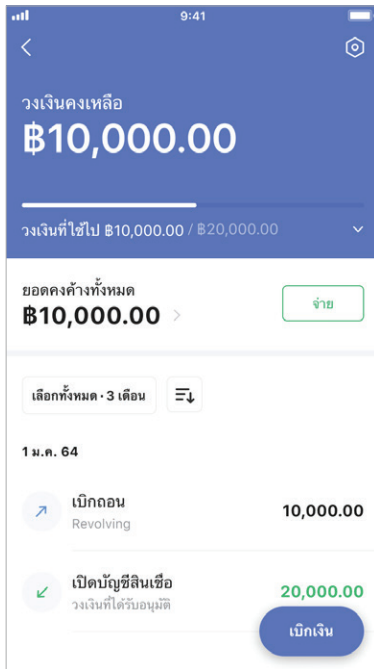 9:41
วงเงินคงเหลือ
฿10,000.00
วงเงินที่ใช้ไป ฿10,000.00 / ฿20,000.00
ยอดคงค้างทั้งหมด
฿10,000.00
จ่าย
เลือกทั้งหมด · 3 เดือน
1 ม.ค. 64
เบิกถอน
10,000.00
Revolving
เปิดบัญชีสินเชื่อ
20,000.00
วงเงินที่ได้รับอนุมัติ
เบิกเงิน